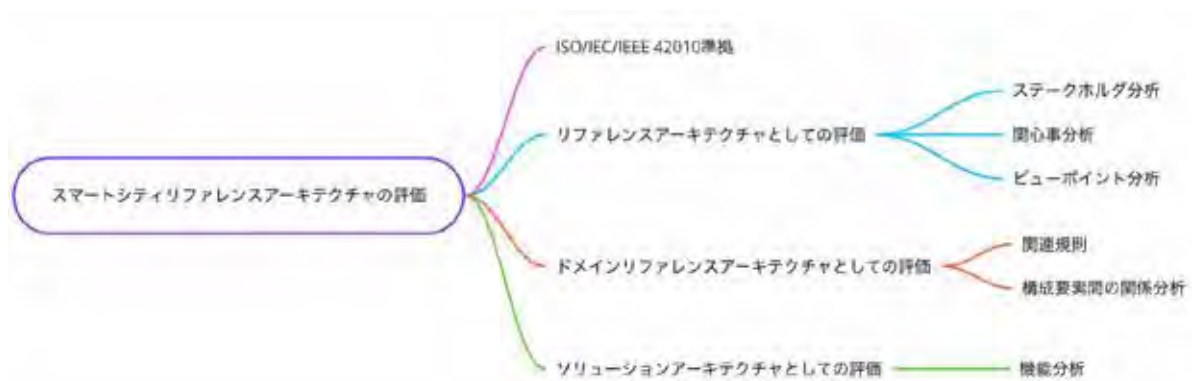 スマートシティリファレンスアーキテクチャの評価
ISO/IEC/IEEE 42010準拠
リファレンスアーキテクチャとしての評価
ステークホルダ分析
関心事分析
ビューポイント分析
ドメインリファレンスアーキテクチャとしての評価
関連規則
構成要実間の関係分析
ソリューションアーキテクチャとしての評価
機能分析